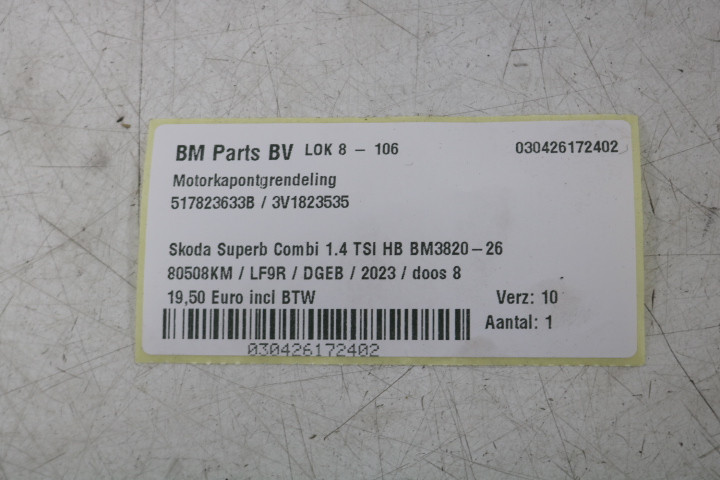 BM Parts BV LOK 8 - 106 030426172402
Motorkapontgrendeling
517823633B / 3V1823535
Skoda Superb Combi 1.4 TSI HB BM3820-26
80508KM / LF9R / DGEB / 2023 / doos 8
19,50 Euro incl BTW Verz: 10
Aantal: 1
030426172402